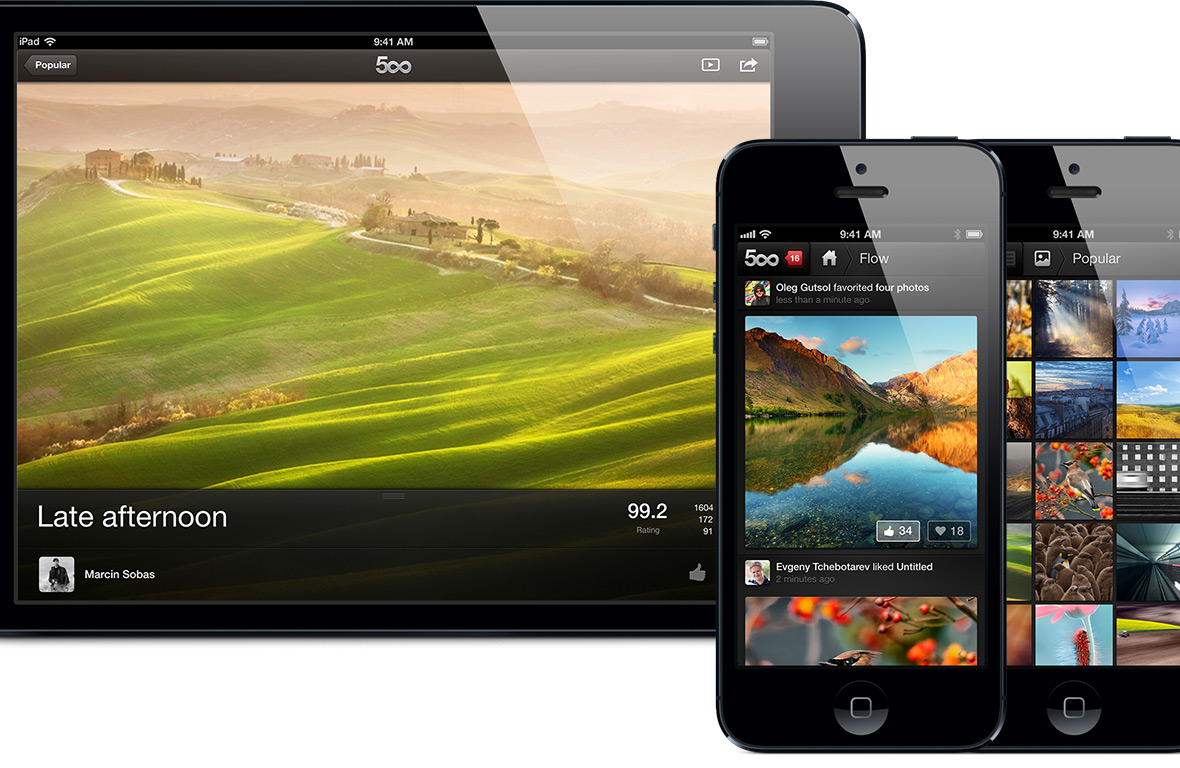 iPad 9:41 AM
Popular
500
Late afternoon
99.2
Rating
1604
172
91
Marcin Sobas
9:41 AM
500 16 Flow
Oleg Gutsol favorited four photos
less than a minute ago
34 18
Evgeny Tchebotarev liked Untitled
2 minutes ago
9:41 AM
Popular